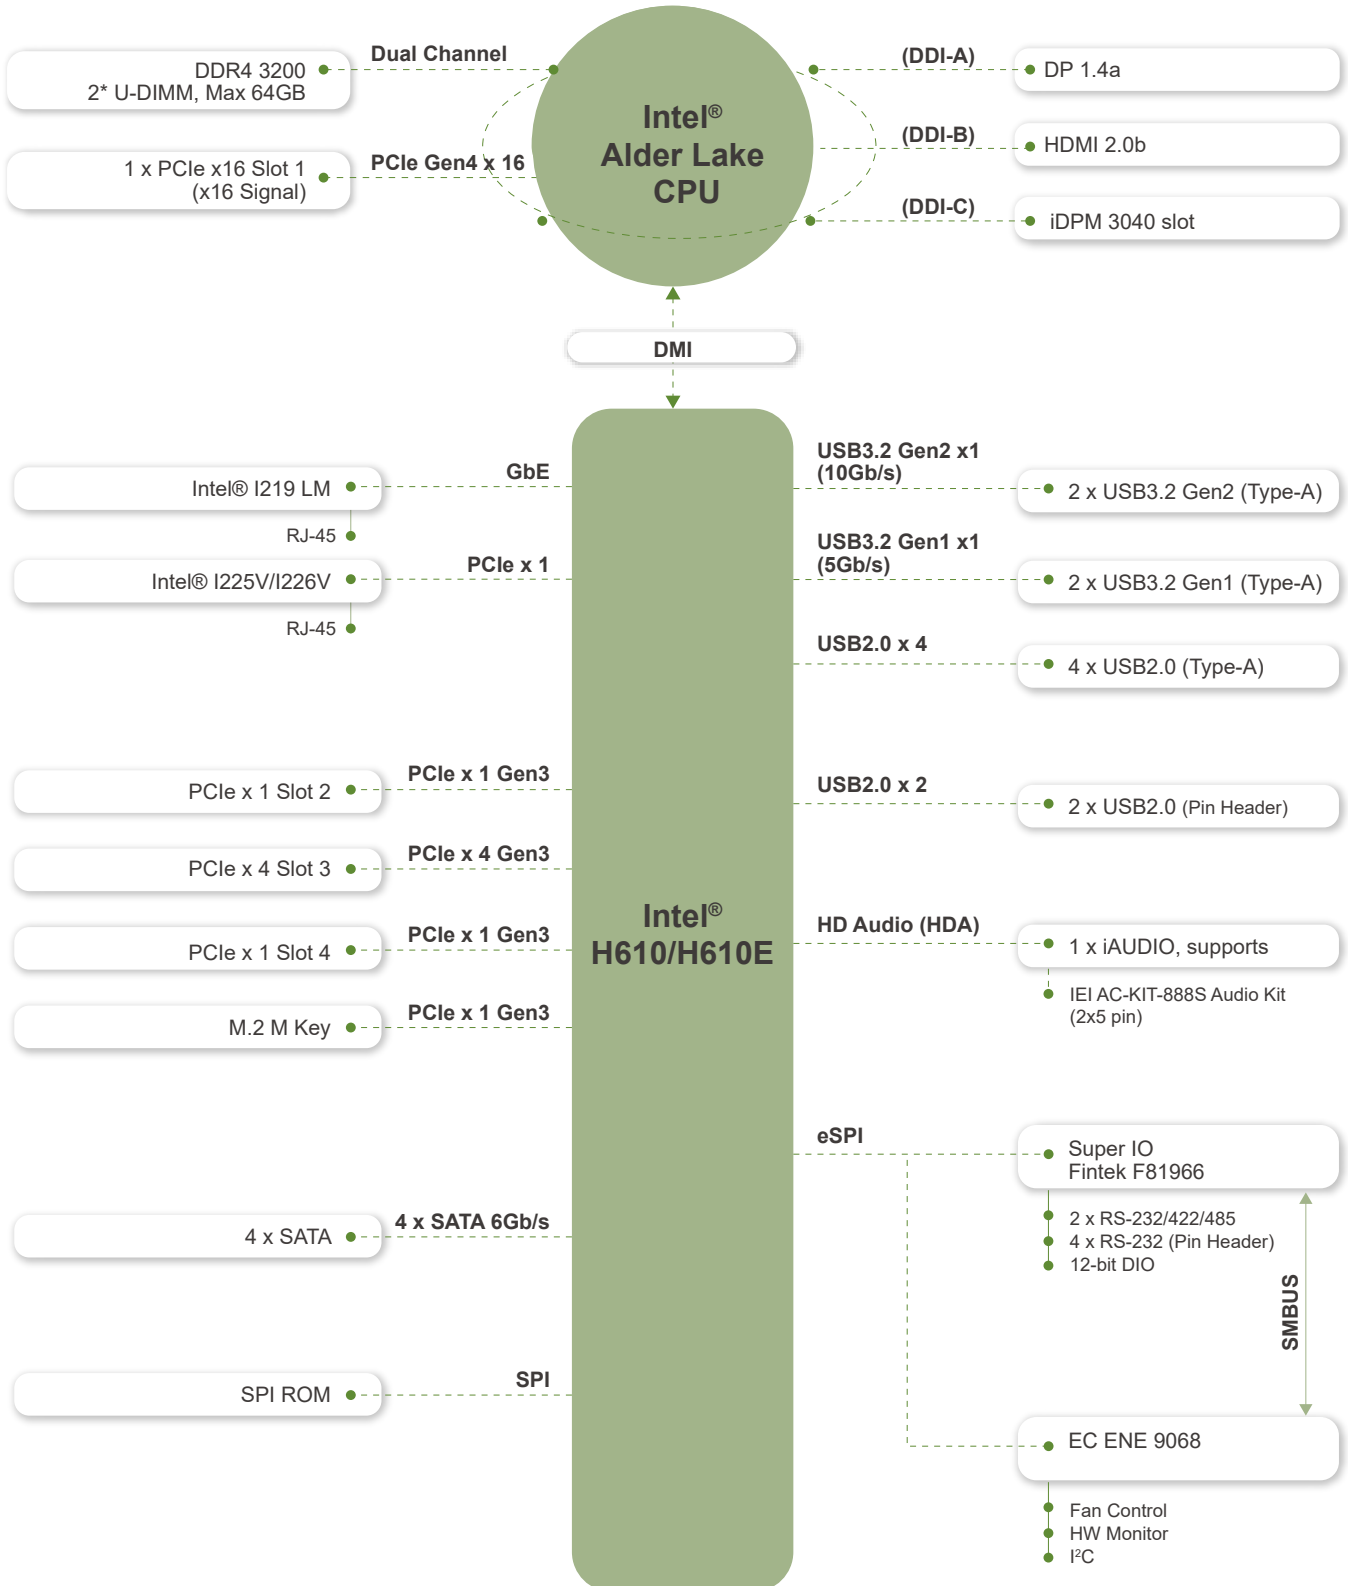 Dual Channel
DDR4 3200
2* U-DIMM, Max 64GB
1 x PCIe x16 Slot 1
(x16 Signal)
PCIe Gen4 x 16
Intel®
Alder Lake
CPU
(DDI-A)
DP 1.4a
(DDI-B)
HDMI 2.0b
(DDI-C)
iDPM 3040 slot
DMI
GbE
Intel® I219 LM
RJ-45
PCIe x 1
Intel® I225V/I226V
RJ-45
PCIe x 1 Gen3
PCIe x 1 Slot 2
PCIe x 4 Gen3
PCIe x 4 Slot 3
PCIe x 1 Gen3
PCIe x 1 Slot 4
PCIe x 1 Gen3
M.2 M Key
4 x SATA 6Gb/s
4 x SATA
SPI
SPI ROM
Intel®
H610/H610E
USB3.2 Gen2 x1
(10Gb/s)
2 x USB3.2 Gen2 (Type-A)
USB3.2 Gen1 x1
(5Gb/s)
2 x USB3.2 Gen1 (Type-A)
USB2.0 x 4
4 x USB2.0 (Type-A)
USB2.0 x 2
2 x USB2.0 (Pin Header)
HD Audio (HDA)
1 x iAUDIO, supports
IEI AC-KIT-888S Audio Kit
(2x5 pin)
eSPI
Super IO
Fintek F81966
2 x RS-232/422/485
4 x RS-232 (Pin Header)
12-bit DIO
SMBUS
EC ENE 9068
Fan Control
HW Monitor
I²C